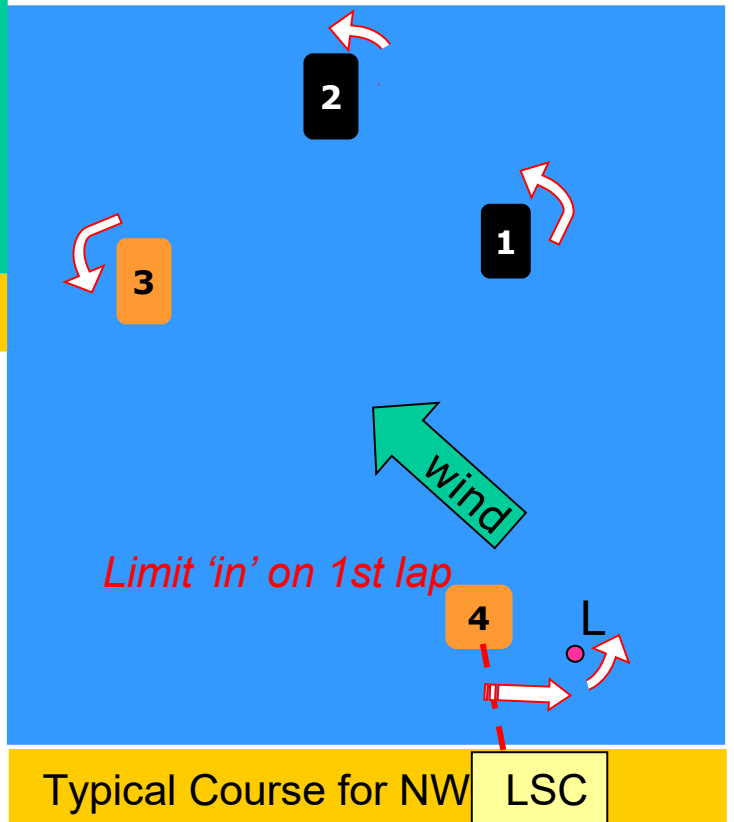 2
1
3
wind
Limit ‘in’ on 1st lap
4
L
Typical Course for NW
LSC